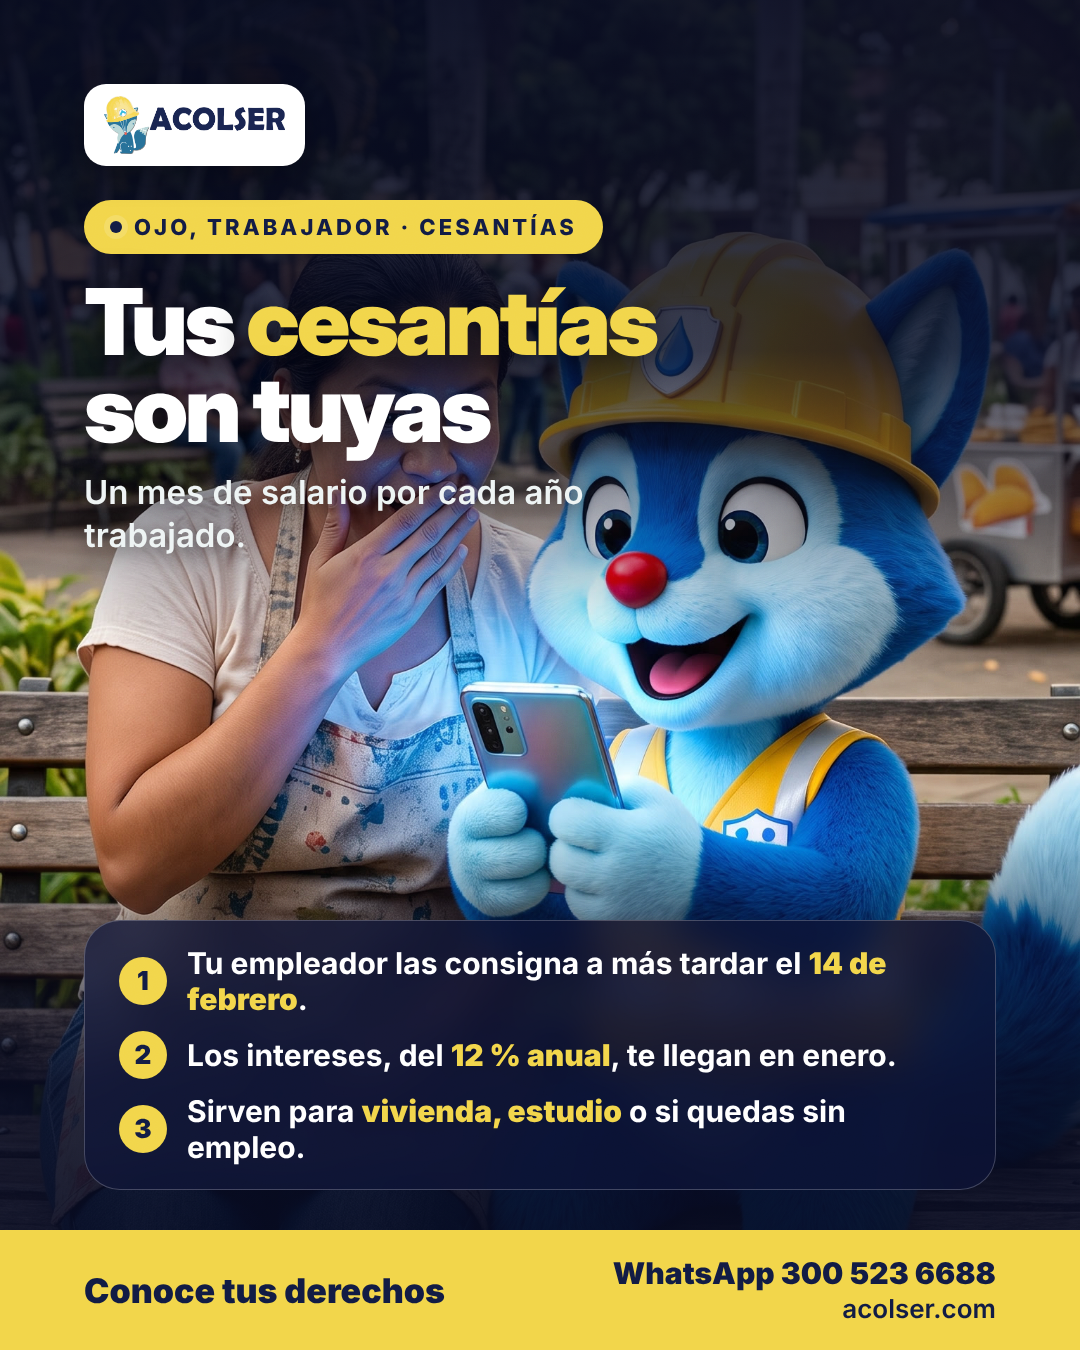 ACOLSER
OJO, TRABAJADOR · CESANTÍAS
Tus cesantías
son tuyas
Un mes de salario por cada año
trabajado.
1
Tu empleador las consigna a más tardar el 14 de
febrero.
2
Los intereses, del 12 % anual, te llegan en enero.
3
Sirven para vivienda, estudio o si quedas sin
empleo.
Conoce tus derechos
WhatsApp 300 523 6688
acolser.com